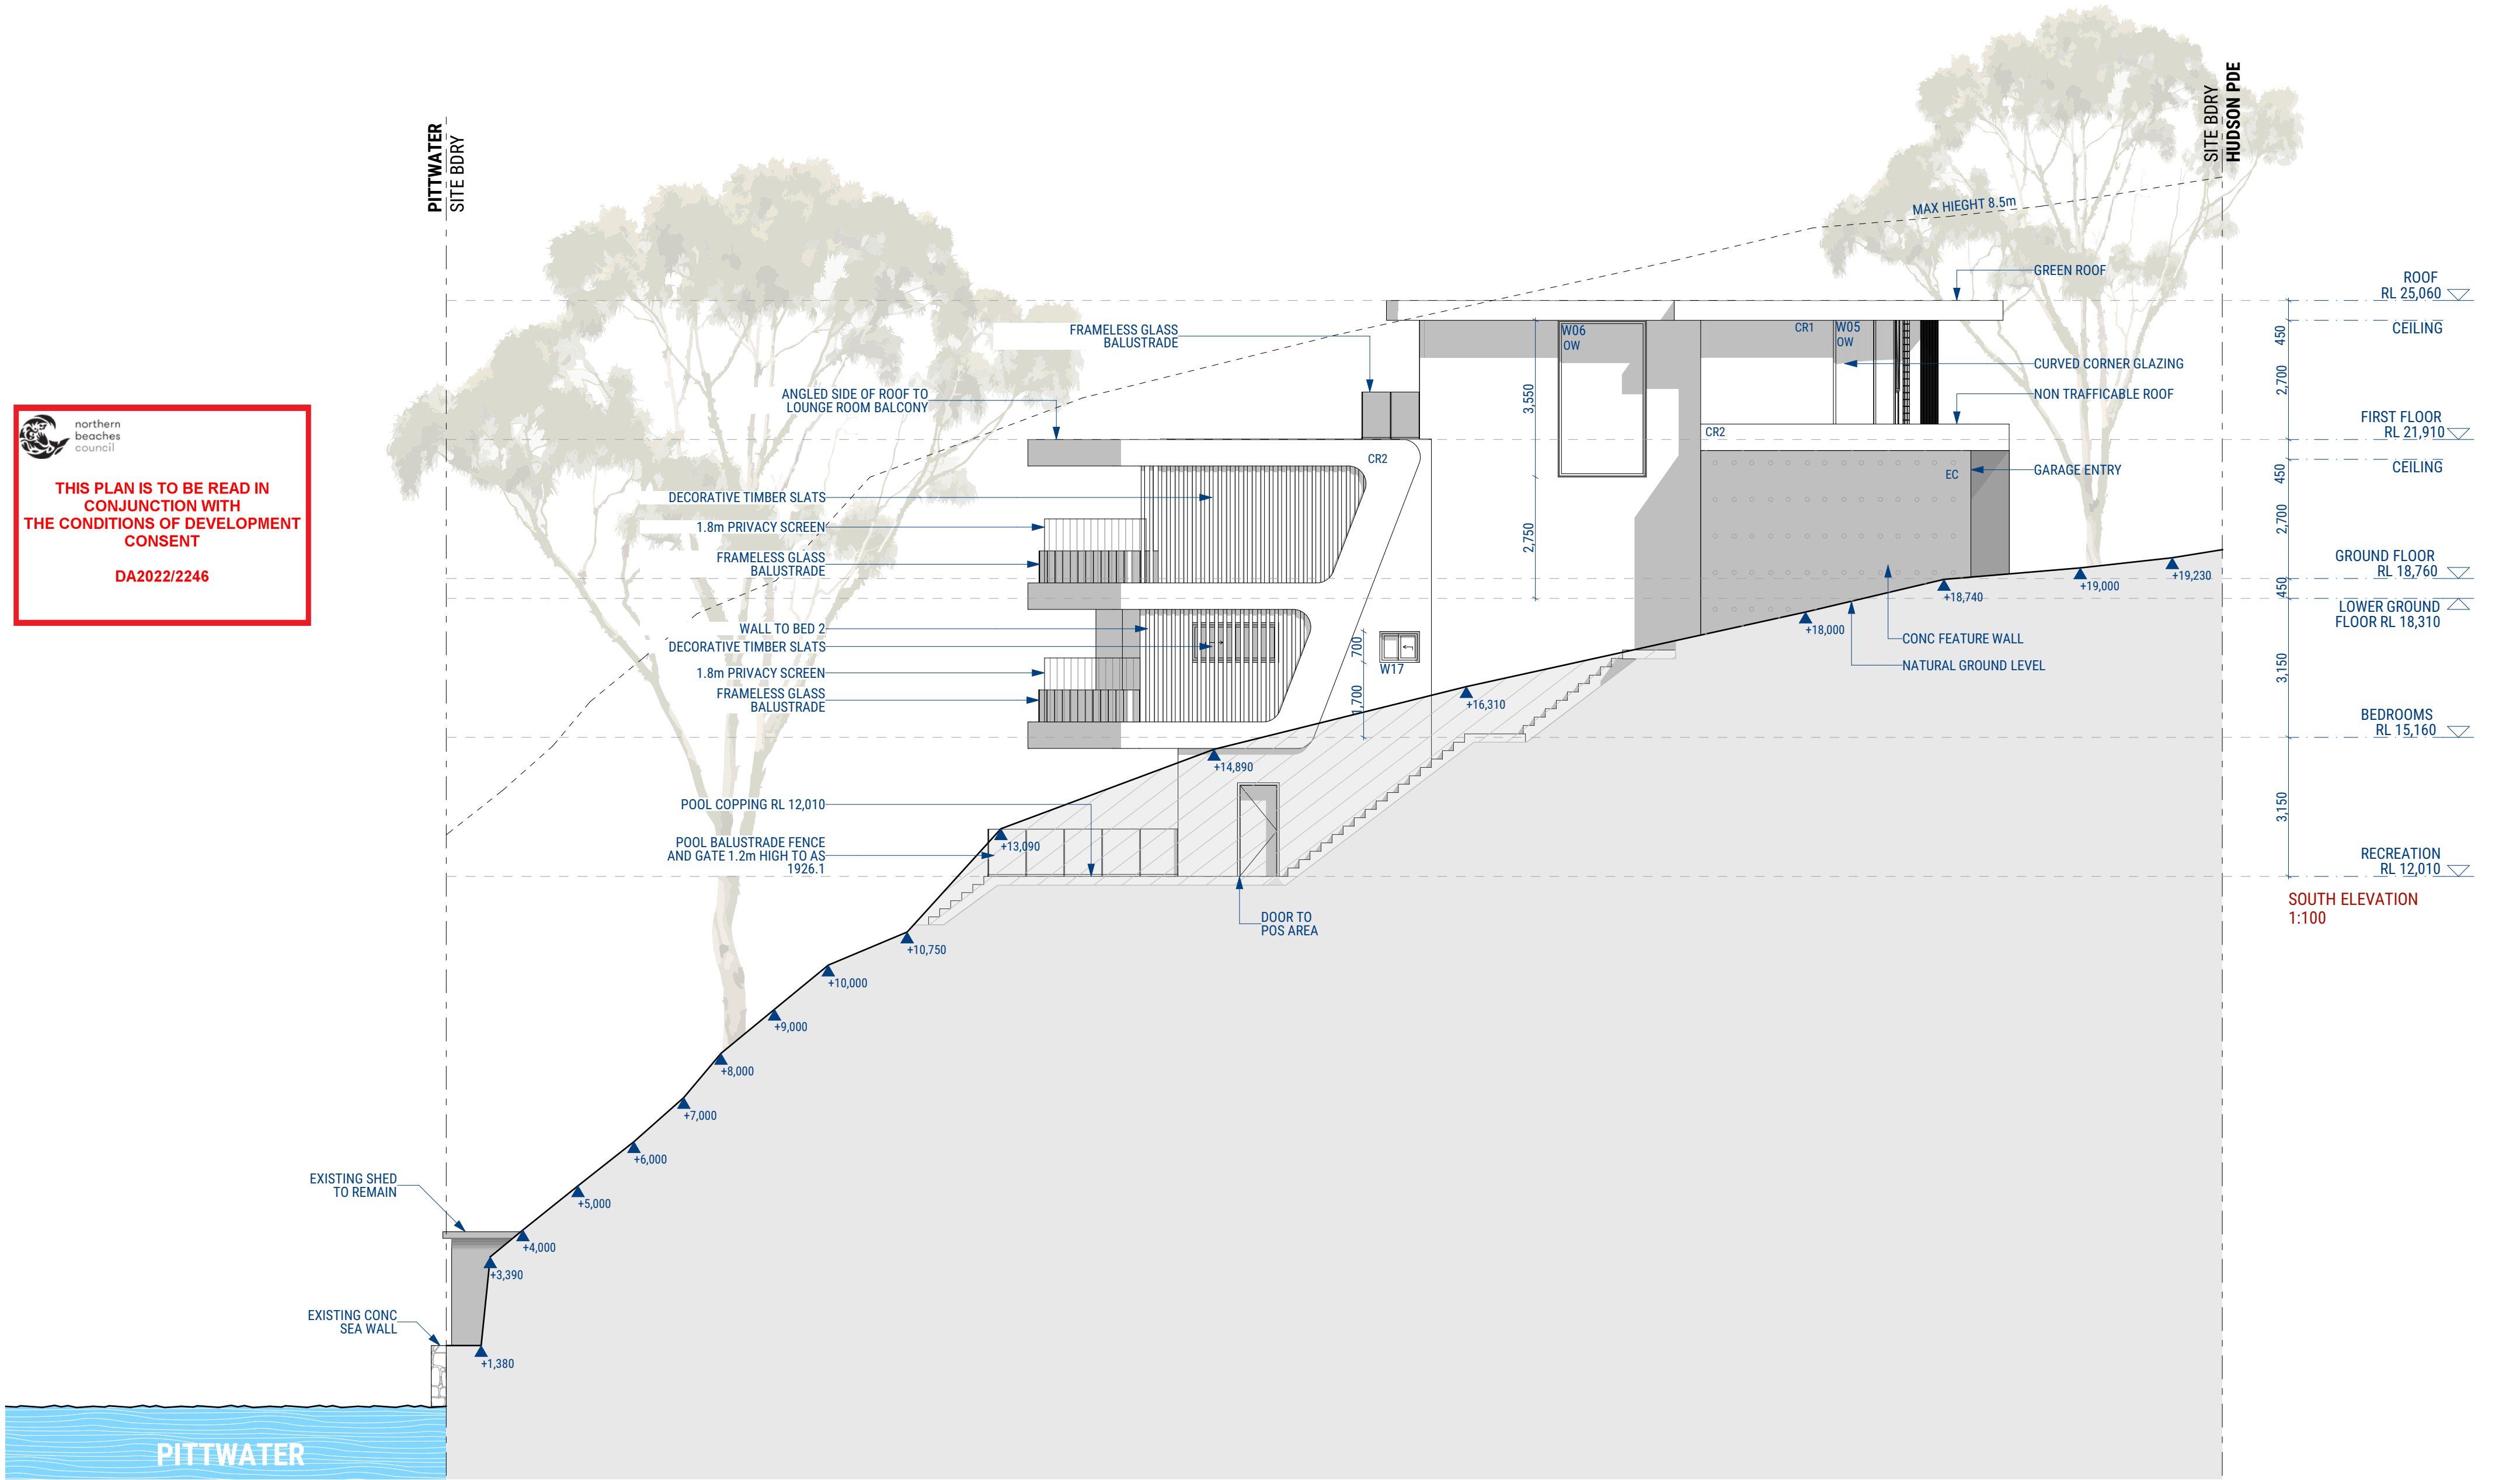 PITTWATER
SITE BDRY
SITE BDRY
HUDSON PDE
MAX HIEGHT 8.5m
northern
beaches
council
THIS PLAN IS TO BE READ IN
CONJUNCTION WITH
THE CONDITIONS OF DEVELOPMENT
CONSENT
DA2022/2246
FRAMELESS GLASS
BALUSTRADE
ANGLED SIDE OF ROOF TO
LOUNGE ROOM BALCONY
DECORATIVE TIMBER SLATS
1.8m PRIVACY SCREEN
FRAMELESS GLASS
BALUSTRADE
WALL TO BED 2
DECORATIVE TIMBER SLATS
1.8m PRIVACY SCREEN
FRAMELESS GLASS
BALUSTRADE
POOL COPPING RL 12,010
POOL BALUSTRADE FENCE
AND GATE 1.2m HIGH TO AS
1926.1
DOOR TO
POS AREA
EXISTING SHED
TO REMAIN
EXISTING CONC
SEA WALL
W06
OW
CR1
W05
OW
CR2
CR2
EC
W17
3,550
2,750
700
1,700
GREEN ROOF
CURVED CORNER GLAZING
NON TRAFFICABLE ROOF
GARAGE ENTRY
CONC FEATURE WALL
NATURAL GROUND LEVEL
+1,380
+3,390
+4,000
+5,000
+6,000
+7,000
+8,000
+9,000
+10,000
+10,750
+13,090
+14,890
+16,310
+18,000
+18,740
+19,000
+19,230
450
2,700
450
2,700
450
3,150
3,150
ROOF
RL 25,060
CEILING
FIRST FLOOR
RL 21,910
CEILING
GROUND FLOOR
RL 18,760
LOWER GROUND
FLOOR RL 18,310
BEDROOMS
RL 15,160
RECREATION
RL 12,010
SOUTH ELEVATION
1:100
PITTWATER